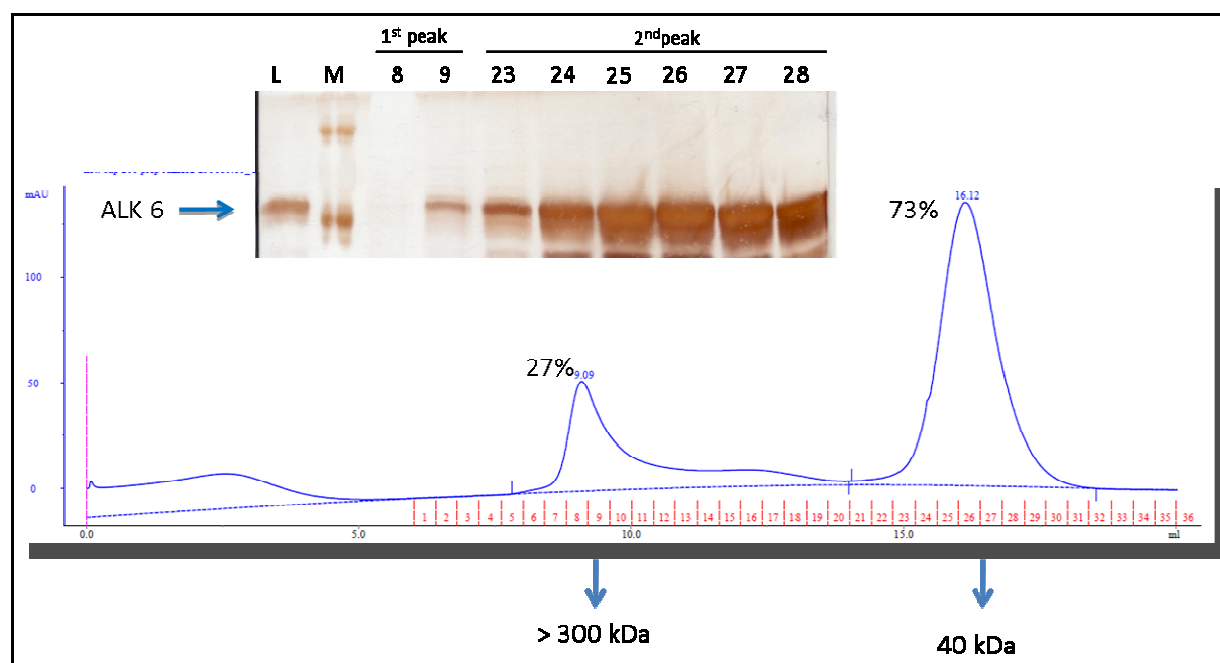 1st peak 2ndpeak
L M 8 9 23 24 25 26 27 28
mAU
ALK 6
73%
16.12
100
27%
9.09
50
0
1 2 3 4 5 6 7 8 9 10 11 12 13 14 15 16 17 18 19 20 21 22 23 24 25 26 27 28 29 30 31 32 33 34 35 36
0.0 5.0 10.0 15.0 ml
> 300 kDa
40 kDa